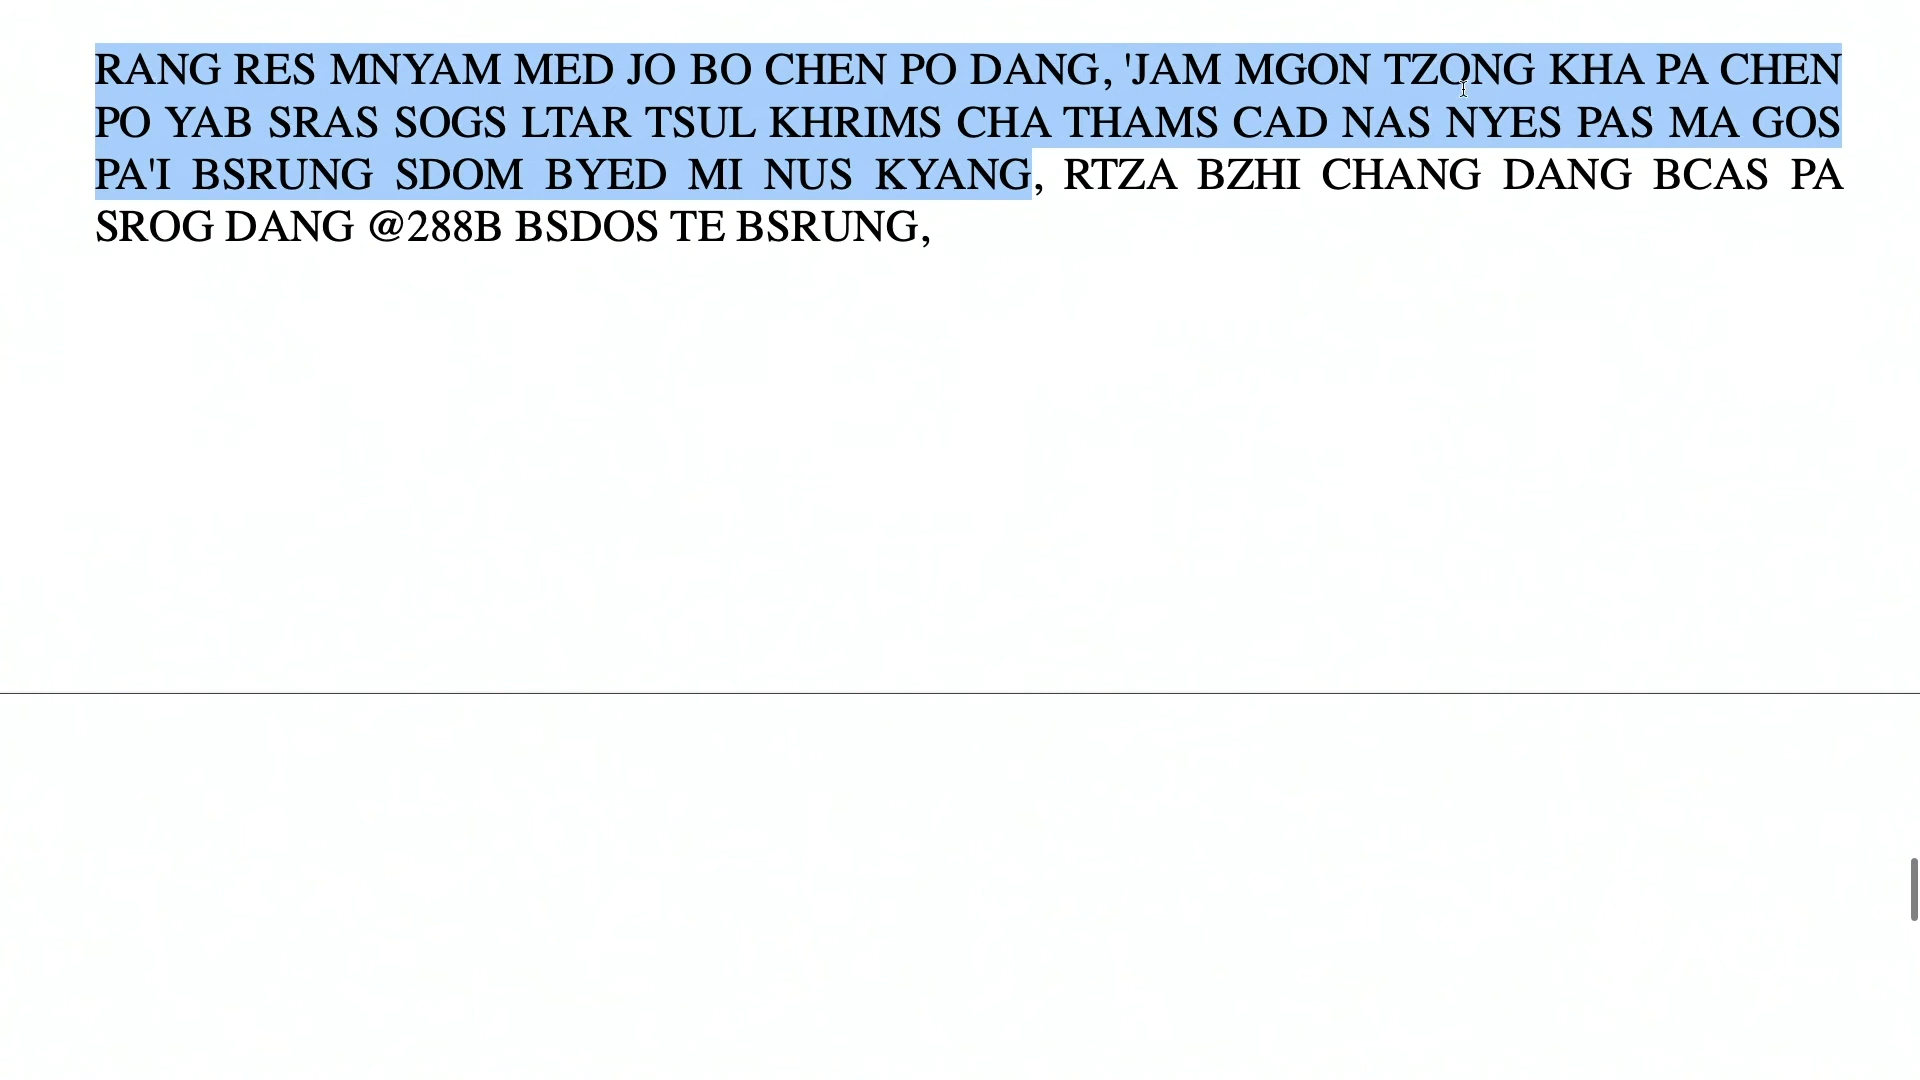 RANG RES MNYAM MED JO BO CHEN PO DANG, 'JAM MGON TZONG KHA PA CHEN
PO YAB SRAS SOGS LTAR TSUL KHRIMS CHA THAMS CAD NAS NYES PAS MA GOS
PA'I BSRUNG SDOM BYED MI NUS KYANG, RTZA BZHI CHANG DANG BCAS PA
SROG DANG @288B BSDOS TE BSRUNG,